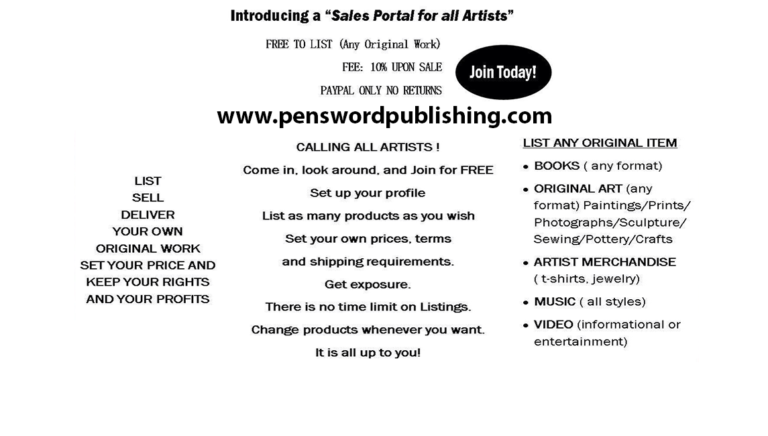 Introducing a “Sales Portal for all Artists”
FREE TO LIST (Any Original Work)
FEE: 10% UPON SALE
PAYPAL ONLY NO RETURNS
Join Today!
www.penswordpublishing.com
LIST
SELL
DELIVER
YOUR OWN
ORIGINAL WORK
SET YOUR PRICE AND
KEEP YOUR RIGHTS
AND YOUR PROFITS
CALLING ALL ARTISTS !
Come in, look around, and Join for FREE
Set up your profile
List as many products as you wish
Set your own prices, terms
and shipping requirements.
Get exposure.
There is no time limit on Listings.
Change products whenever you want.
It is all up to you!
LIST ANY ORIGINAL ITEM
• BOOKS ( any format)
• ORIGINAL ART (any
format) Paintings/Prints/
Photographs/Sculpture/
Sewing/Pottery/Crafts
• ARTIST MERCHANDISE
( t-shirts, jewelry)
• MUSIC ( all styles)
• VIDEO (informational or
entertainment)